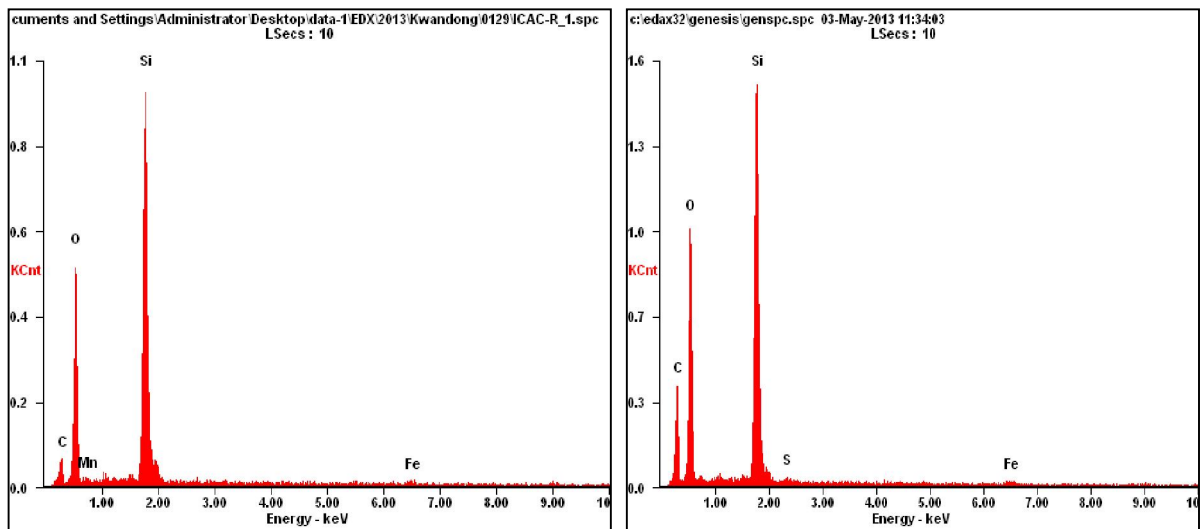 cuments and Settings\Administrator\Desktop\data-1\EDX\2013\Kwandong\0129\ICAC-R_1.spc
LSecs : 10
1.1
Si
0.8
O
0.6
KCnt
0.4
0.2
C
Mn
Fe
0.0
1.00 2.00 3.00 4.00 5.00 6.00 7.00 8.00 9.00 10
Energy - keV
c:\edax32\genesis\genspc.spc 03-May-2013 11:34:03
LSecs : 10
1.6
Si
1.3
O
1.0
KCnt
0.7
C
0.3
S
Fe
0.0
1.00 2.00 3.00 4.00 5.00 6.00 7.00 8.00 9.00 10
Energy - keV